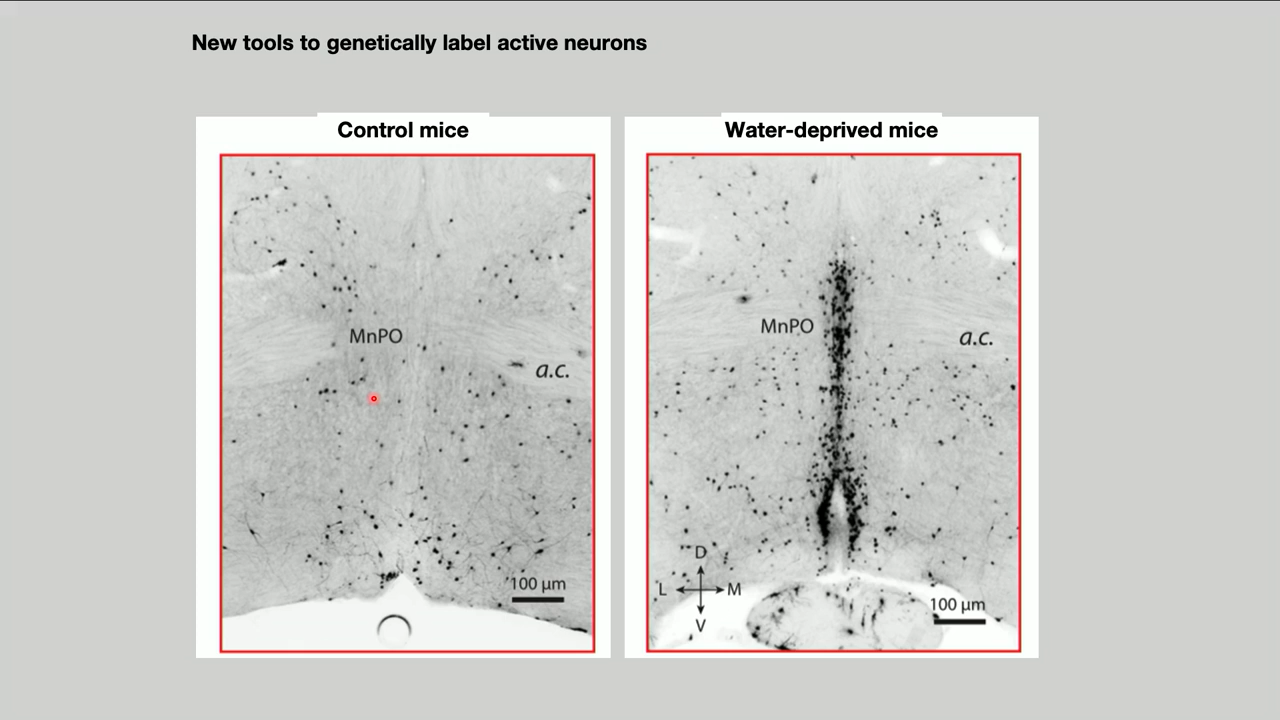 New tools to genetically label active neurons
Control mice
MnPO
a.c.
100 µm
Water-deprived mice
MnPO
a.c.
D
L M
V
100 µm